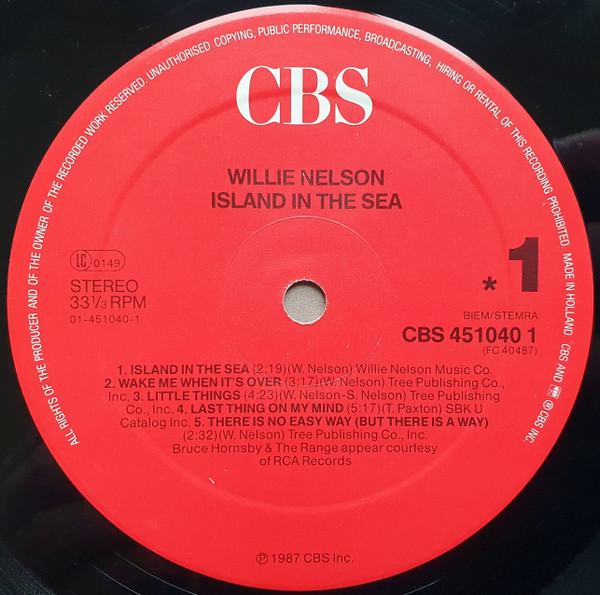 ALL RIGHTS OF THE PRODUCER AND OF THE OWNER OF THE RECORDED WORK RESERVED. UNAUTHORISED COPYING, PUBLIC PERFORMANCE, BROADCASTING, HIRING OR RENTAL OF THIS RECORDING PROHIBITED. MADE IN HOLLAND. CBS AND ℗ CBS INC.
CBS
WILLIE NELSON
ISLAND IN THE SEA
LC 0149
STEREO
33 1/3 RPM
01-451040-1
*1
BIEM/STEMRA
CBS 451040 1
(FC 40487)
1. ISLAND IN THE SEA (2:19)(W. Nelson) Willie Nelson Music Co.
2. WAKE ME WHEN IT'S OVER (3:17)(W. Nelson) Tree Publishing Co.,
Inc. 3. LITTLE THINGS (4:23)(W. Nelson-S. Nelson) Tree Publishing
Co., Inc. 4. LAST THING ON MY MIND (5:17)(T. Paxton) SBK U
Catalog Inc. 5. THERE IS NO EASY WAY (BUT THERE IS A WAY)
(2:32)(W. Nelson) Tree Publishing Co., Inc.
Bruce Hornsby & The Range appear courtesy
of RCA Records
℗ 1987 CBS Inc.